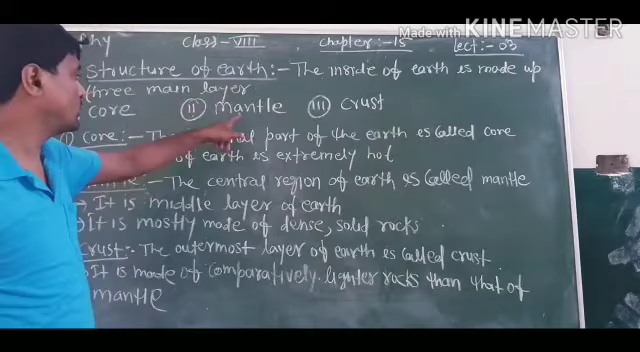 Made with KINEMASTER
hy Class-VIII Chapter:-15 Lect:-03
Structure of earth:- The inside of earth is made up
three main layer
core (ii) mantle (iii) crust
(i) core:- The part of the earth is called core
of earth is extremely hot
:- The central region of earth is called mantle
→ It is middle layer of earth
It is mostly made of dense, solid rocks.
Crust:- The outermost layer of earth is called crust.
It is made of comparatively lighter rocks than that of
mantle